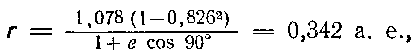 r = 1,078 (1—0,826²) / 1 + e cos 90° = 0,342 а. е.,